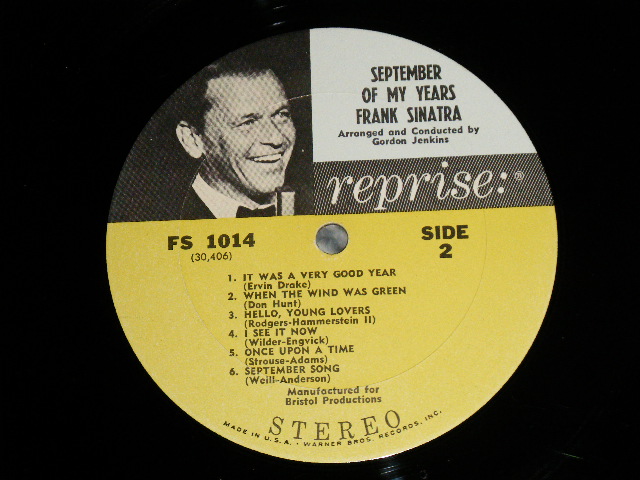 SEPTEMBER
OF MY YEARS
FRANK SINATRA
Arranged and Conducted by
Gordon Jenkins
reprise:®
FS 1014
(30,406)
SIDE
2
1. IT WAS A VERY GOOD YEAR
(Ervin Drake)
2. WHEN THE WIND WAS GREEN
(Don Hunt)
3. HELLO, YOUNG LOVERS
(Rodgers-Hammerstein II)
4. I SEE IT NOW
(Wilder-Engvick)
5. ONCE UPON A TIME
(Strouse-Adams)
6. SEPTEMBER SONG
(Weill-Anderson)
Manufactured for
Bristol Productions
STEREO
MADE IN U.S.A. • WARNER BROS. RECORDS, INC.